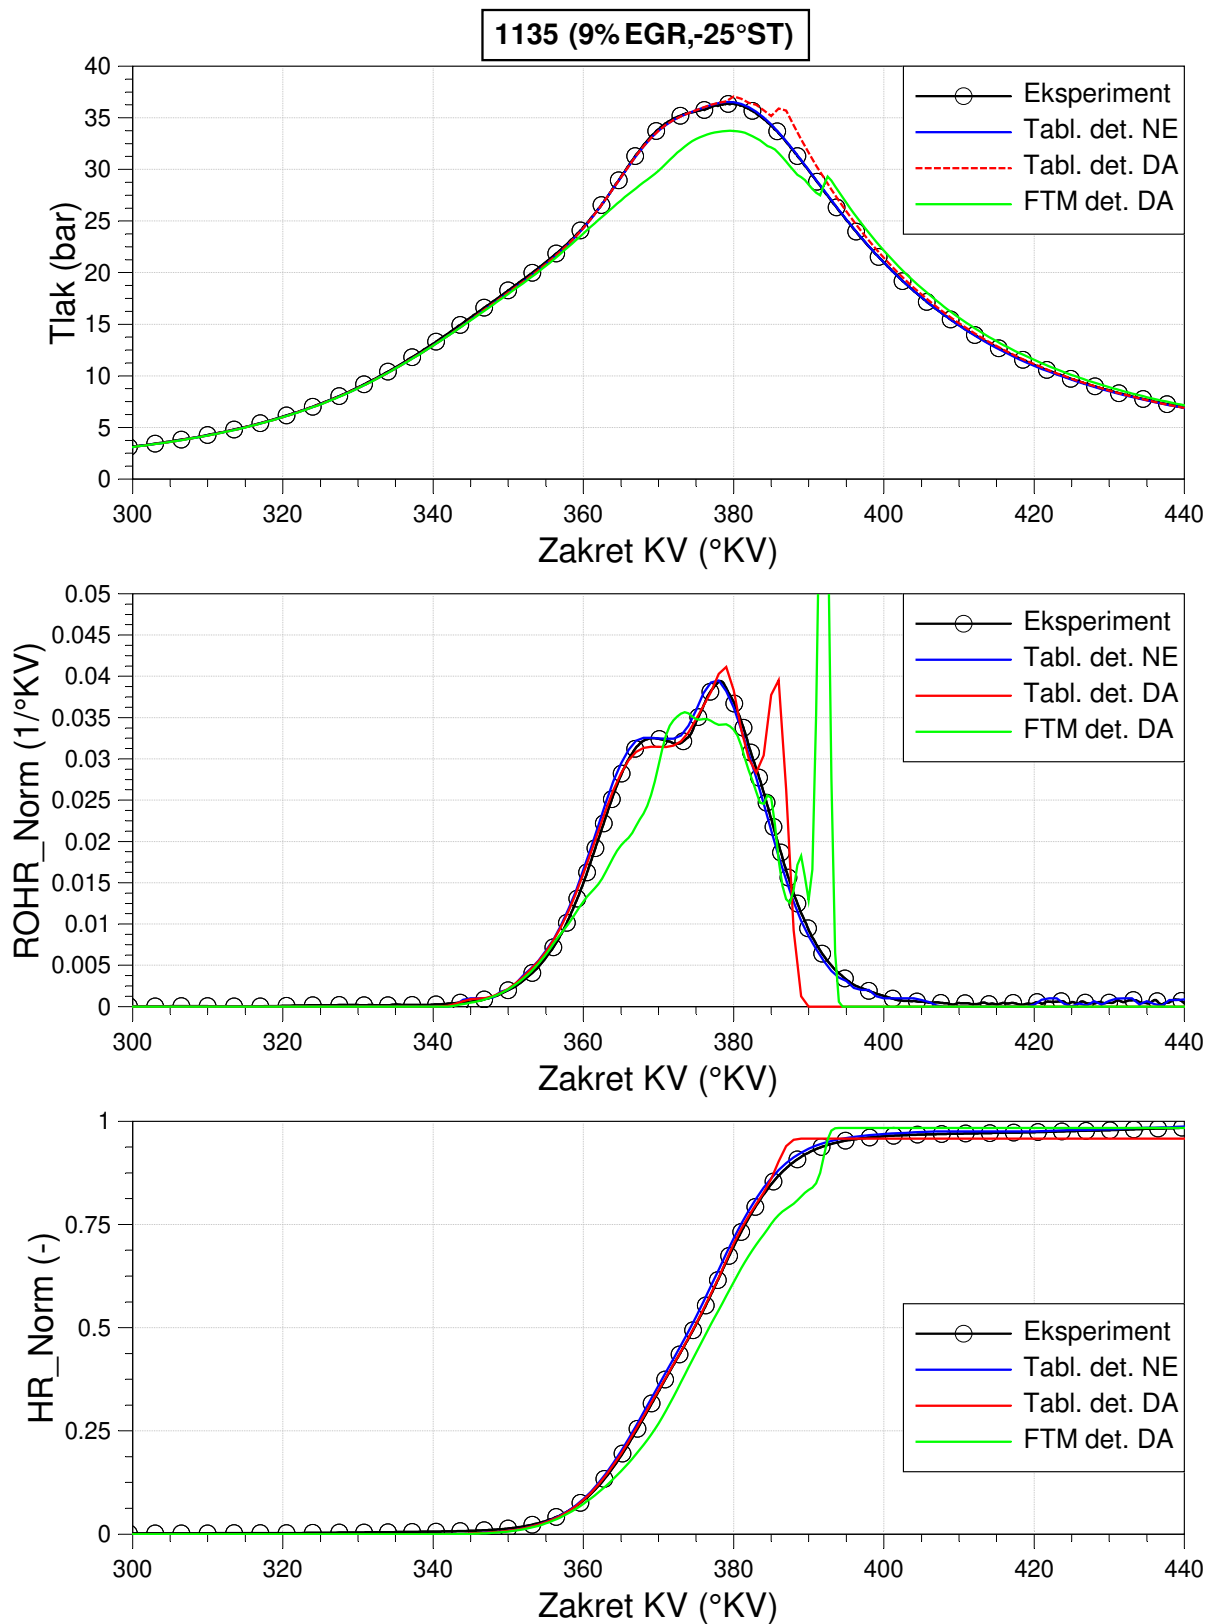 1135 (9% EGR,-25°ST)
40
35
30
25
20
15
10
5
0
Tlak (bar)
Eksperiment
Tabl. det. NE
Tabl. det. DA
FTM det. DA
300 320 340 360 380 400 420 440
Zakret KV (°KV)
0.05
0.045
0.04
0.035
0.03
0.025
0.02
0.015
0.01
0.005
0
ROHR_Norm (1/°KV)
Eksperiment
Tabl. det. NE
Tabl. det. DA
FTM det. DA
300 320 340 360 380 400 420 440
Zakret KV (°KV)
1
0.75
0.5
0.25
0
HR_Norm (-)
Eksperiment
Tabl. det. NE
Tabl. det. DA
FTM det. DA
300 320 340 360 380 400 420 440
Zakret KV (°KV)